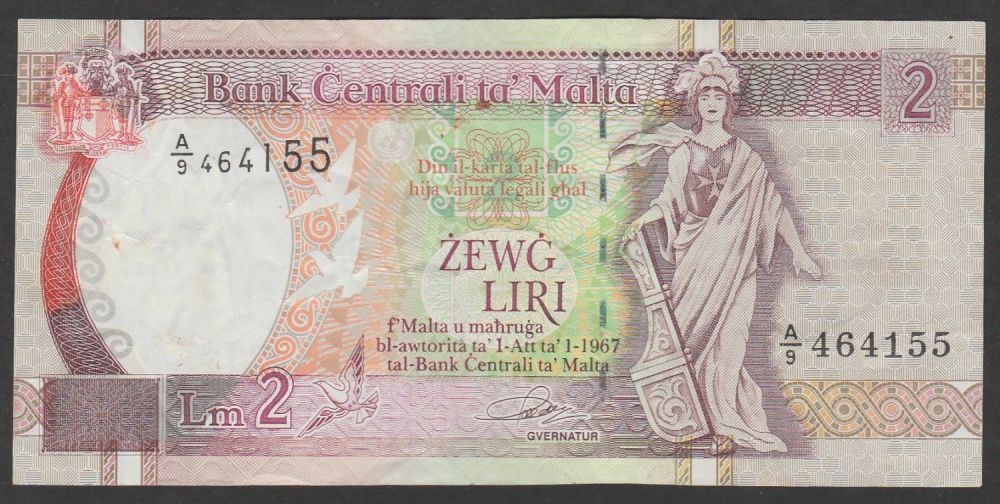 Bank Ċentrali ta' Malta
2
A/9 464155
Din il-karta tal-flus
hija valuta legali għal
ŻEWĠ
LIRI
f'Malta u maħruġa
bl-awtorità ta' l-Att ta' l-1967
tal-Bank Ċentrali ta' Malta
A/9 464155
Lm 2
GVERNATUR